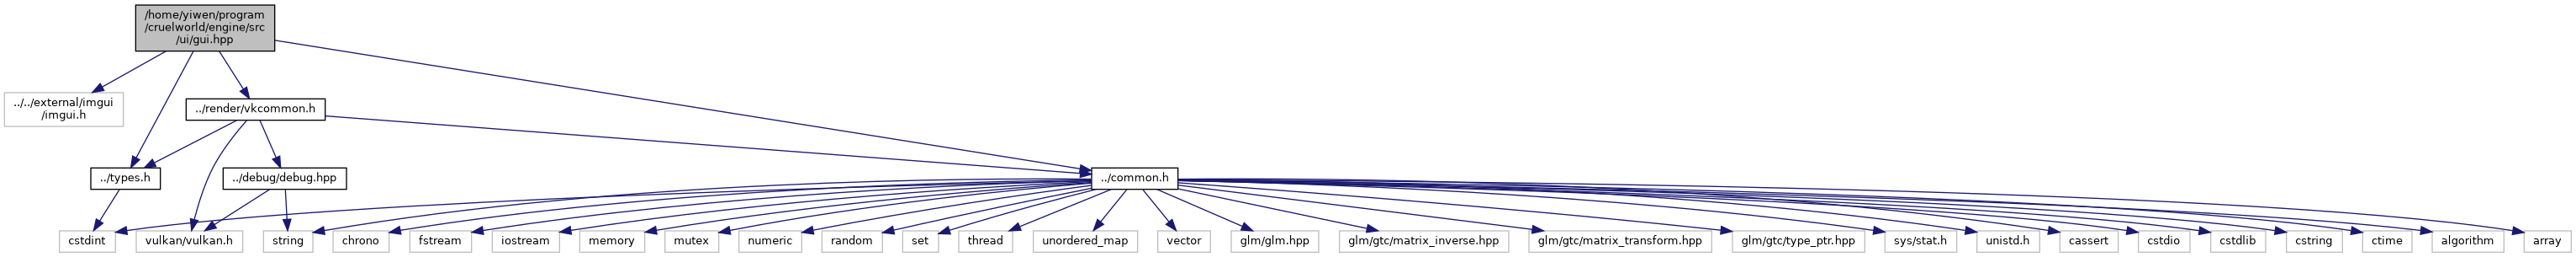 /home/yiwen/program
/cruelworld/engine/src
/ui/gui.hpp
../../external/imgui
/imgui.h
../render/vkcommon.h
../types.h
../debug/debug.hpp
../common.h
cstdint
vulkan/vulkan.h
string
chrono
fstream
iostream
memory
mutex
numeric
random
set
thread
unordered_map
vector
glm/glm.hpp
glm/gtc/matrix_inverse.hpp
glm/gtc/matrix_transform.hpp
glm/gtc/type_ptr.hpp
sys/stat.h
unistd.h
cassert
cstdio
cstdlib
cstring
ctime
algorithm
array